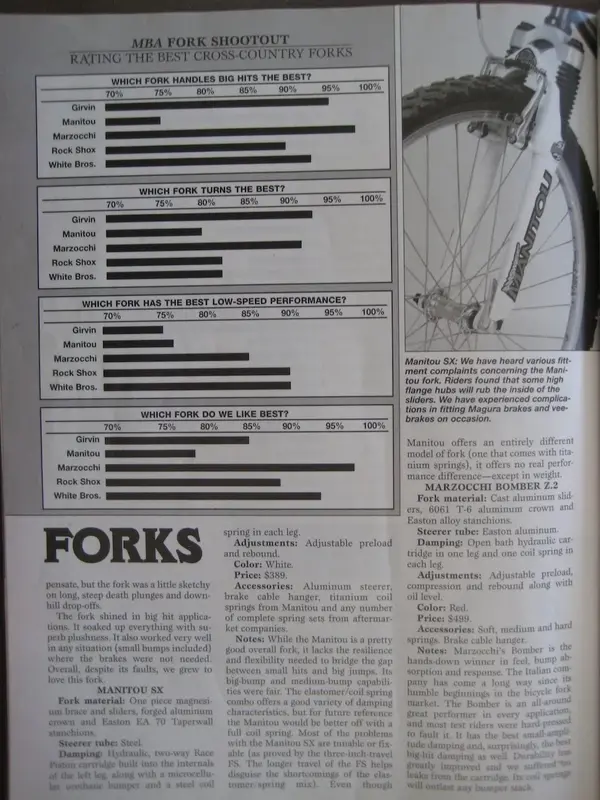 MBA FORK SHOOTOUT
RATING THE BEST CROSS-COUNTRY FORKS
WHICH FORK HANDLES BIG HITS THE BEST?
70% 75% 80% 85% 90% 95% 100%
Girvin
Manitou
Marzocchi
Rock Shox
White Bros.
WHICH FORK TURNS THE BEST?
70% 75% 80% 85% 90% 95% 100%
Girvin
Manitou
Marzocchi
Rock Shox
White Bros.
WHICH FORK HAS THE BEST LOW-SPEED PERFORMANCE?
70% 75% 80% 85% 90% 95% 100%
Girvin
Manitou
Marzocchi
Rock Shox
White Bros.
WHICH FORK DO WE LIKE BEST?
70% 75% 80% 85% 90% 95% 100%
Girvin
Manitou
Marzocchi
Rock Shox
White Bros.
MANITOU
Manitou SX: We have heard various fit-
ment complaints concerning the Mani-
tou fork. Riders found that some high
flange hubs will rub the inside of the
sliders. We have experienced complica-
tions in fitting Magura brakes and vee-
brakes on occasion.
FORKS
pensate, but the fork was a little sketchy
on long, steep death plunges and down-
hill drop-offs.
The fork shined in big hit applica-
tions. It soaked up everything with su-
perb plushness. It also worked very well
in any situation (small bumps included)
where the brakes were not needed.
Overall, despite its faults, we grew to
love this fork.
MANITOU SX
Fork material: One piece magnesi-
um brace and sliders, forged aluminum
crown and Easton EA 70 Taperwall
stanchions.
Steerer tube: Steel.
Damping: Hydraulic, two-way Race
Piston cartridge built into the internals
of the left leg, along with a microcellu-
lar urethane bumper and a steel coil
spring in each leg.
Adjustments: Adjustable preload
and rebound.
Color: White.
Price: $389.
Accessories: Aluminum steerer,
brake cable hanger, titanium coil
springs from Manitou and any number
of complete spring sets from aftermar-
ket companies.
Notes: While the Manitou is a pretty
good overall fork, it lacks the resilience
and flexibility needed to bridge the gap
between small hits and big jumps. Its
big-bump and medium-bump capabili-
ties were fair. The elastomer/coil spring
combo offers a good variety of damping
characteristics, but for future reference
the Manitou would be better off with a
full coil spring. Most of the problems
with the Manitou SX are tunable or fix-
able (as proved by the three-inch-travel
FS. The longer travel of the FS helps
disguise the shortcomings of the elas-
tomer/spring mix). Even though
Manitou offers an entirely different
model of fork (one that comes with tita-
nium springs), it offers no real perfor-
mance difference—except in weight.
MARZOCCHI BOMBER Z.2
Fork material: Cast aluminum slid-
ers, 6061 T-6 aluminum crown and
Easton alloy stanchions.
Steerer tube: Easton aluminum.
Damping: Open bath hydraulic car-
tridge in one leg and one coil spring in
each leg.
Adjustments: Adjustable preload,
compression and rebound along with
oil level.
Color: Red.
Price: $499.
Accessories: Soft, medium and hard
springs. Brake cable hanger.
Notes: Marzocchi's Bomber is the
hands-down winner in feel, bump ab-
sorption and response. The Italian com-
pany has come a long way since its
humble beginnings in the bicycle fork
market. The Bomber is an all-around
great performer in every application,
and most test riders were hard-pressed
to fault it. It has the best small-ampli-
tude damping and, surprisingly, the best
big-hit damping as well. Durability has
greatly improved and we suffered no
leaks from the cartridge. Its coil springs
will outlast any bumper stack.